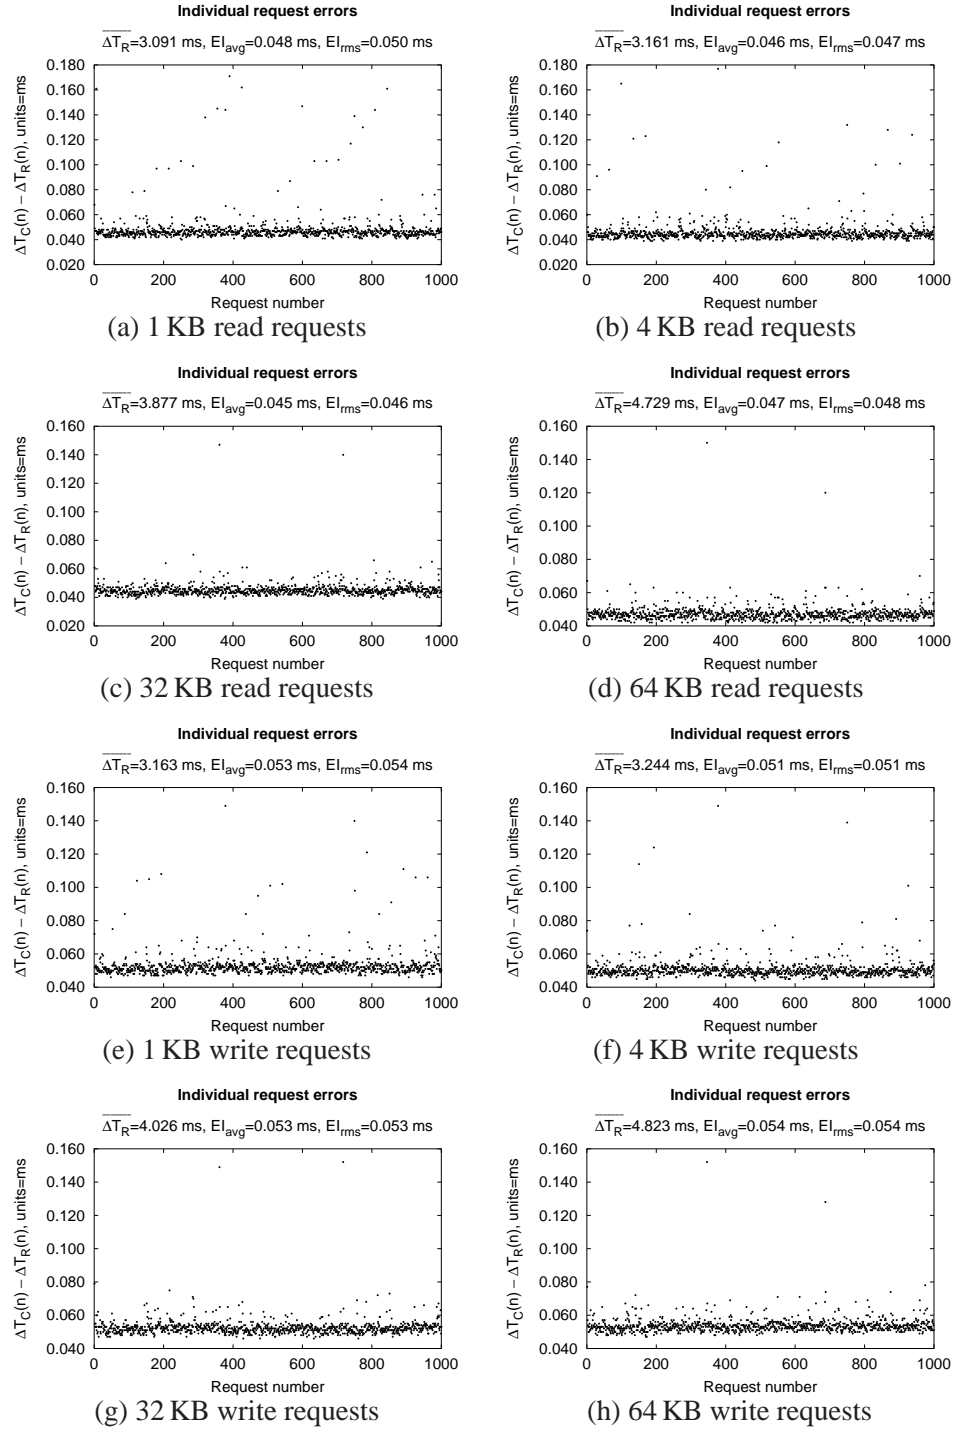 Individual request errors
ΔT_R=3.091 ms, EI_avg=0.048 ms, EI_rms=0.050 ms
ΔT_C(n) − ΔT_R(n), units=ms
0.180
0.160
0.140
0.120
0.100
0.080
0.060
0.040
0.020
0 200 400 600 800 1000
Request number
(a) 1 KB read requests
Individual request errors
ΔT_R=3.161 ms, EI_avg=0.046 ms, EI_rms=0.047 ms
ΔT_C(n) − ΔT_R(n), units=ms
0.180
0.160
0.140
0.120
0.100
0.080
0.060
0.040
0.020
0 200 400 600 800 1000
Request number
(b) 4 KB read requests
Individual request errors
ΔT_R=3.877 ms, EI_avg=0.045 ms, EI_rms=0.046 ms
ΔT_C(n) − ΔT_R(n), units=ms
0.160
0.140
0.120
0.100
0.080
0.060
0.040
0.020
0 200 400 600 800 1000
Request number
(c) 32 KB read requests
Individual request errors
ΔT_R=4.729 ms, EI_avg=0.047 ms, EI_rms=0.048 ms
ΔT_C(n) − ΔT_R(n), units=ms
0.160
0.140
0.120
0.100
0.080
0.060
0.040
0 200 400 600 800 1000
Request number
(d) 64 KB read requests
Individual request errors
ΔT_R=3.163 ms, EI_avg=0.053 ms, EI_rms=0.054 ms
ΔT_C(n) − ΔT_R(n), units=ms
0.160
0.140
0.120
0.100
0.080
0.060
0.040
0 200 400 600 800 1000
Request number
(e) 1 KB write requests
Individual request errors
ΔT_R=3.244 ms, EI_avg=0.051 ms, EI_rms=0.051 ms
ΔT_C(n) − ΔT_R(n), units=ms
0.160
0.140
0.120
0.100
0.080
0.060
0.040
0 200 400 600 800 1000
Request number
(f) 4 KB write requests
Individual request errors
ΔT_R=4.026 ms, EI_avg=0.053 ms, EI_rms=0.053 ms
ΔT_C(n) − ΔT_R(n), units=ms
0.160
0.140
0.120
0.100
0.080
0.060
0.040
0 200 400 600 800 1000
Request number
(g) 32 KB write requests
Individual request errors
ΔT_R=4.823 ms, EI_avg=0.054 ms, EI_rms=0.054 ms
ΔT_C(n) − ΔT_R(n), units=ms
0.160
0.140
0.120
0.100
0.080
0.060
0.040
0 200 400 600 800 1000
Request number
(h) 64 KB write requests